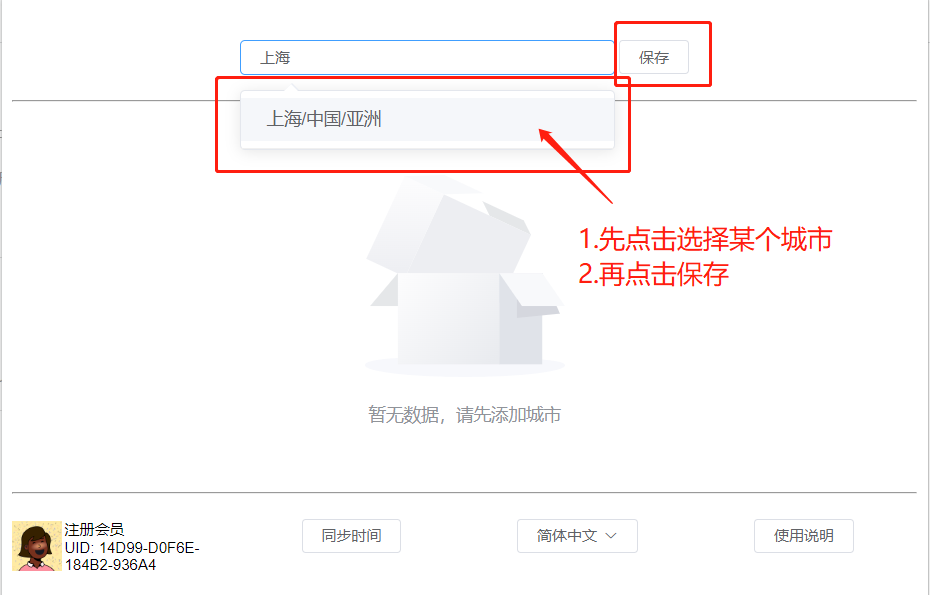 上海
保存
上海/中国/亚洲
1.先点击选择某个城市
2.再点击保存
暂无数据，请先添加城市
注册会员
UID: 14D99-D0F6E-
184B2-936A4
同步时间
简体中文
使用说明